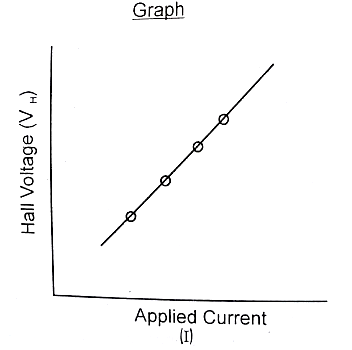 Graph
Hall Voltage (V H)
Applied Current
(I)